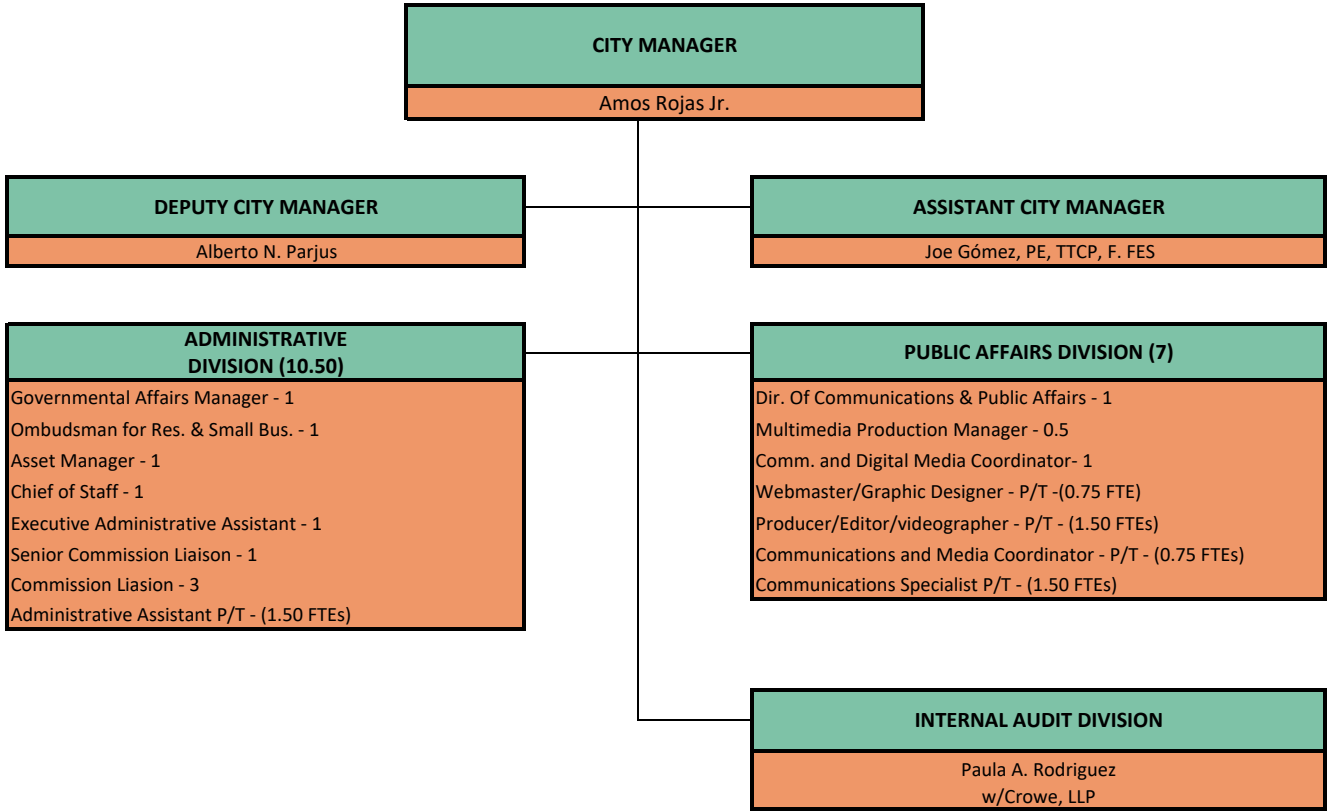 CITY MANAGER
Amos Rojas Jr.
DEPUTY CITY MANAGER
Alberto N. Parjus
ASSISTANT CITY MANAGER
Joe Gómez, PE, TTCP, F. FES
ADMINISTRATIVE
DIVISION (10.50)
Governmental Affairs Manager - 1
Ombudsman for Res. & Small Bus. - 1
Asset Manager - 1
Chief of Staff - 1
Executive Administrative Assistant - 1
Senior Commission Liaison - 1
Commission Liasion - 3
Administrative Assistant P/T - (1.50 FTEs)
PUBLIC AFFAIRS DIVISION (7)
Dir. Of Communications & Public Affairs - 1
Multimedia Production Manager - 0.5
Comm. and Digital Media Coordinator- 1
Webmaster/Graphic Designer - P/T -(0.75 FTE)
Producer/Editor/videographer - P/T - (1.50 FTEs)
Communications and Media Coordinator - P/T - (0.75 FTEs)
Communications Specialist P/T - (1.50 FTEs)
INTERNAL AUDIT DIVISION
Paula A. Rodriguez
w/Crowe, LLP